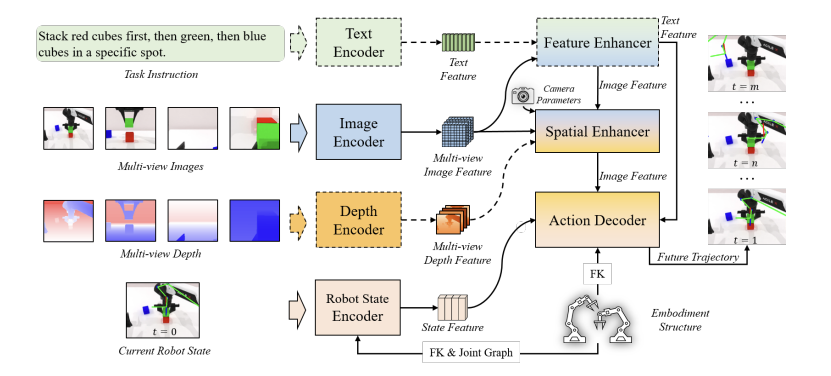 Stack red cubes first, then green, then blue
cubes in a specific spot.
Task Instruction
Text
Encoder
Text
Feature
Feature Enhancer
Text
Feature
Image Feature
Camera
Parameters
Multi-view Images
Image
Encoder
Multi-view
Image Feature
Spatial Enhancer
Image Feature
Multi-view Depth
Depth
Encoder
Multi-view
Depth Feature
Action Decoder
t = m
...
t = n
...
t = 1
Future Trajectory
FK
t = 0
Current Robot State
Robot State
Encoder
State Feature
Embodiment
Structure
FK & Joint Graph